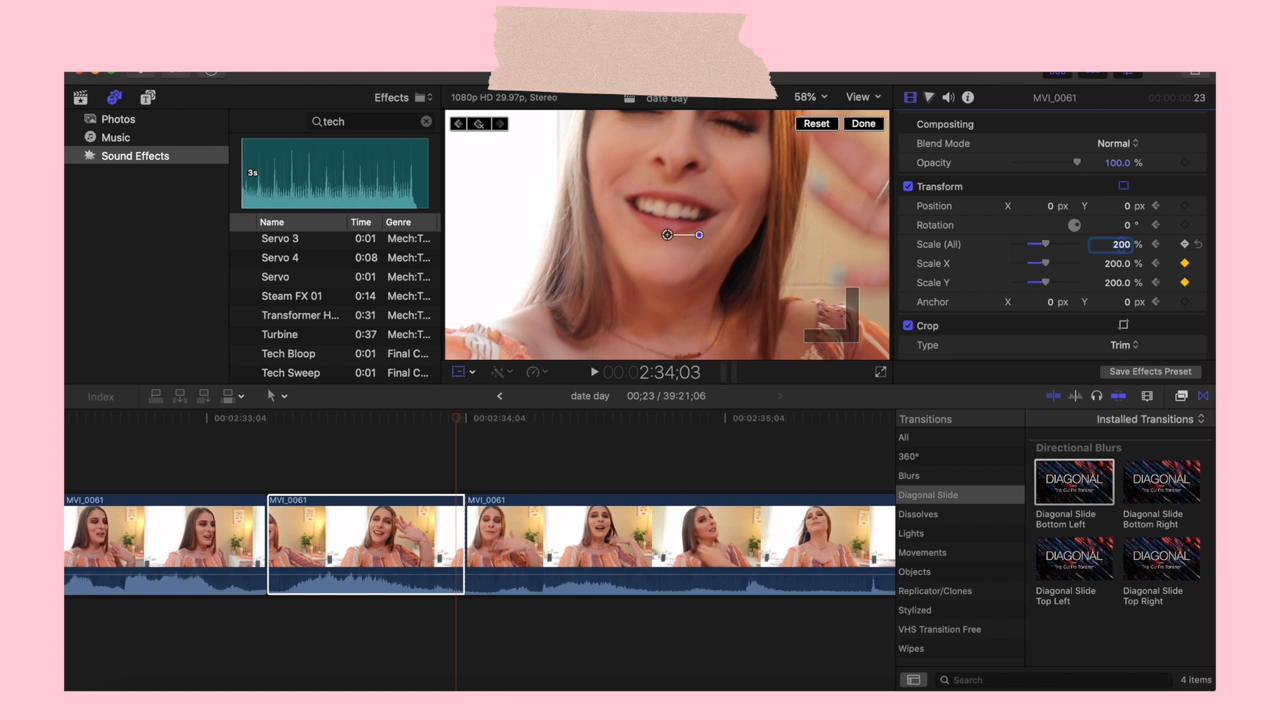 Effects
1080p HD 29.97p, Stereo
date day
58%
View
MVI_0061
00:00:00:00:23
Photos
Music
Sound Effects
tech
3s
Name Time Genre
Servo 3 0:01 Mech:T...
Servo 4 0:08 Mech:T...
Servo 0:01 Mech:T...
Steam FX 01 0:14 Mech:T...
Transformer H... 0:31 Mech:T...
Turbine 0:37 Mech:T...
Tech Bloop 0:01 Final C...
Tech Sweep 0:01 Final C...
Reset Done
00:02:34;03
Compositing
Blend Mode Normal
Opacity 100.0 %
Transform
Position X 0 px Y 0 px
Rotation 0 °
Scale (All) 200 %
Scale X 200.0 %
Scale Y 200.0 %
Anchor X 0 px Y 0 px
Crop
Type Trim
Save Effects Preset
Index
date day 00;23 / 39:21;06
00:02:33;04 00:02:34;04 00:02:35;04
MVI_0061 MVI_0061 MVI_0061
Transitions
Installed Transitions
All
360°
Blurs
Diagonal Slide
Dissolves
Lights
Movements
Objects
Replicator/Clones
Stylized
VHS Transition Free
Wipes
Directional Blurs
DIAGONAL DIAGONAL
Diagonal Slide Diagonal Slide
Bottom Left Bottom Right
DIAGONAL DIAGONAL
Diagonal Slide Diagonal Slide
Top Left Top Right
Search
4 items